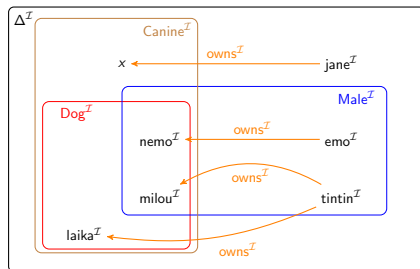 Δ^ℐ
Canine^ℐ
owns^ℐ
x
jane^ℐ
Male^ℐ
Dog^ℐ
owns^ℐ
nemo^ℐ
emo^ℐ
owns^ℐ
milou^ℐ
tintin^ℐ
laika^ℐ
owns^ℐ